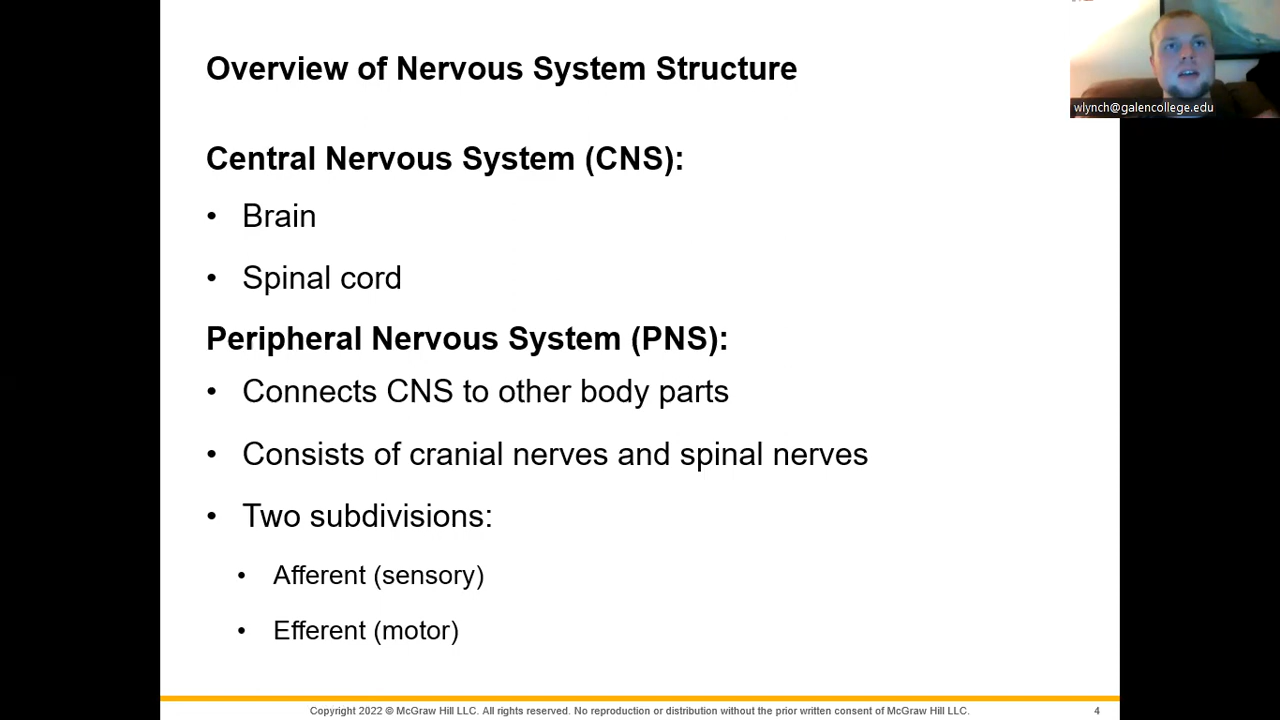 Overview of Nervous System Structure
wlynch@galencollege.edu
Central Nervous System (CNS):
• Brain
• Spinal cord
Peripheral Nervous System (PNS):
• Connects CNS to other body parts
• Consists of cranial nerves and spinal nerves
• Two subdivisions:
• Afferent (sensory)
• Efferent (motor)
Copyright 2022 © McGraw Hill LLC. All rights reserved. No reproduction or distribution without the prior written consent of McGraw Hill LLC.
4